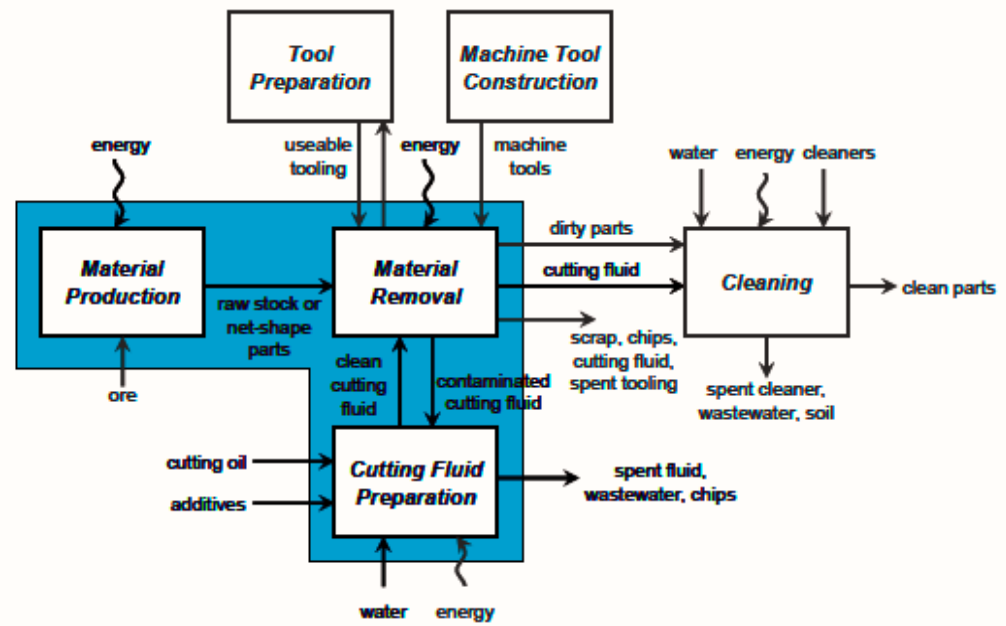 Tool
Preparation
Machine Tool
Construction
energy
useable
tooling
energy
machine
tools
water
energy
cleaners
Material
Production
raw stock or
net-shape
parts
Material
Removal
dirty parts
cutting fluid
Cleaning
clean parts
ore
clean
cutting
fluid
contaminated
cutting fluid
scrap, chips,
cutting fluid,
spent tooling
spent cleaner,
wastewater, soil
cutting oil
additives
Cutting Fluid
Preparation
spent fluid,
wastewater, chips
water
energy